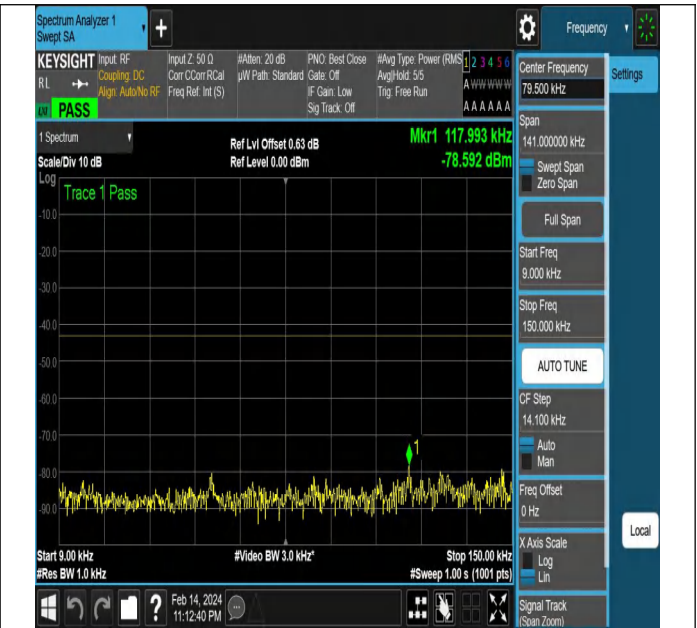 Spectrum Analyzer 1
Swept SA
+
Frequency
KEYSIGHT
RL
PASS
Input: RF
Coupling: DC
Align: Auto/No RF
Input Z: 50 Ω
Corr CCorr RCal
Freq Ref: Int (S)
#Atten: 20 dB
µW Path: Standard
PNO: Best Close
Gate: Off
IF Gain: Low
Sig Track: Off
#Avg Type: Power (RMS
Avg|Hold: 5/5
Trig: Free Run
1 2 3 4 5 6
A W W W W W
A A A A A A
Center Frequency
79.500 kHz
Settings
Span
141.000000 kHz
Swept Span
Zero Span
Full Span
Start Freq
9.000 kHz
Stop Freq
150.000 kHz
AUTO TUNE
CF Step
14.100 kHz
Auto
Man
Freq Offset
0 Hz
X Axis Scale
Log
Lin
Signal Track
(Span Zoom)
Local
1 Spectrum
Scale/Div 10 dB
Ref Lvl Offset 0.63 dB
Ref Level 0.00 dBm
Mkr1 117.993 kHz
-78.592 dBm
Log
Trace 1 Pass
-10.0
-20.0
-30.0
-40.0
-50.0
-60.0
-70.0
-80.0
-90.0
1
Start 9.00 kHz
#Video BW 3.0 kHz*
Stop 150.00 kHz
#Res BW 1.0 kHz
#Sweep 1.00 s (1001 pts)
?
Feb 14, 2024
11:12:40 PM